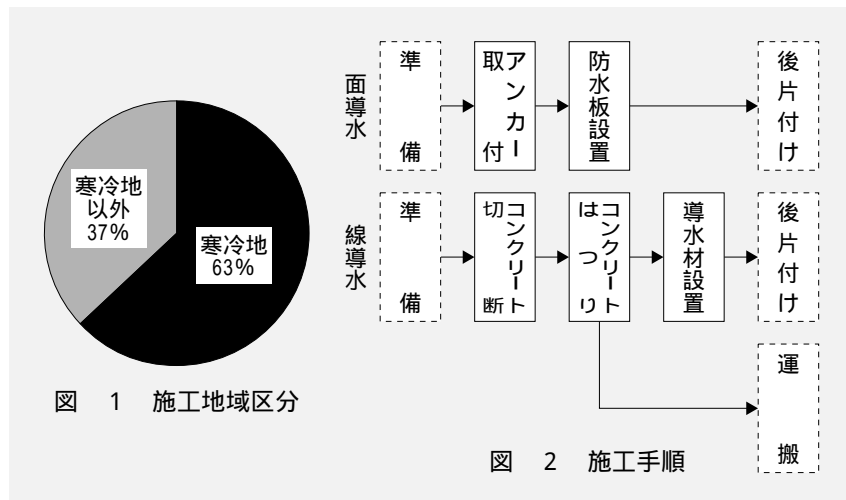 寒冷地
以外
37%
寒冷地
63%
図 1 施工地域区分
面導水
準備
アンカー
取付
防水板設置
後片付け
線導水
準備
コンクリート
切断
コンクリート
はつり
導水材設置
後片付け
運搬
図 2 施工手順